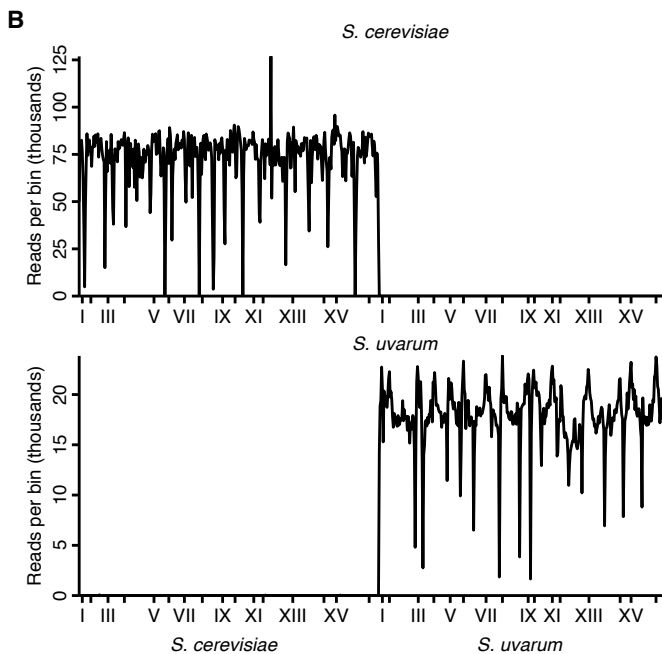 B
S. cerevisiae
Reads per bin (thousands)
125
100
75
50
25
0
I III V VII IX XI XIII XV I III V VII IX XI XIII XV
S. uvarum
Reads per bin (thousands)
20
15
10
5
0
I III V VII IX XI XIII XV I III V VII IX XI XIII XV
S. cerevisiae S. uvarum